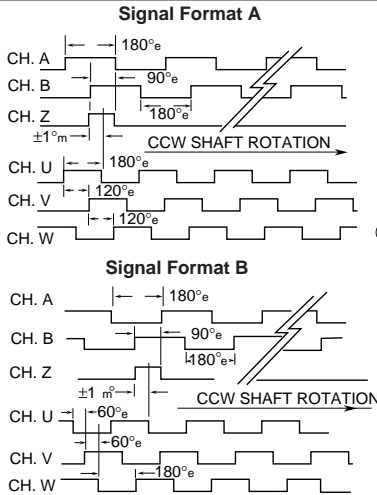 Signal Format A
CH. A
180°e
CH. B
90°e
180°e
CH. Z
±1°m
CCW SHAFT ROTATION
CH. U
180°e
120°e
CH. V
120°e
CH. W
Signal Format B
CH. A
180°e
CH. B
90°e
180°e
CH. Z
±1 m°
CCW SHAFT ROTATION
CH. U
60°e
60°e
CH. V
180°e
CH. W